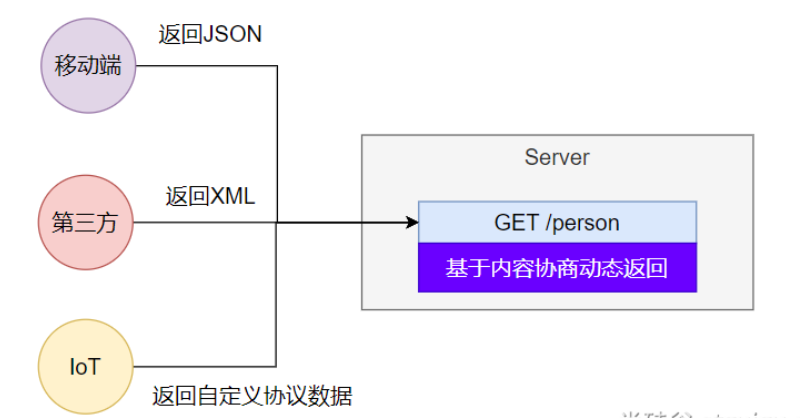 返回JSON
移动端
Server
返回XML
第三方
GET /person
基于内容协商动态返回
IoT
返回自定义协议数据